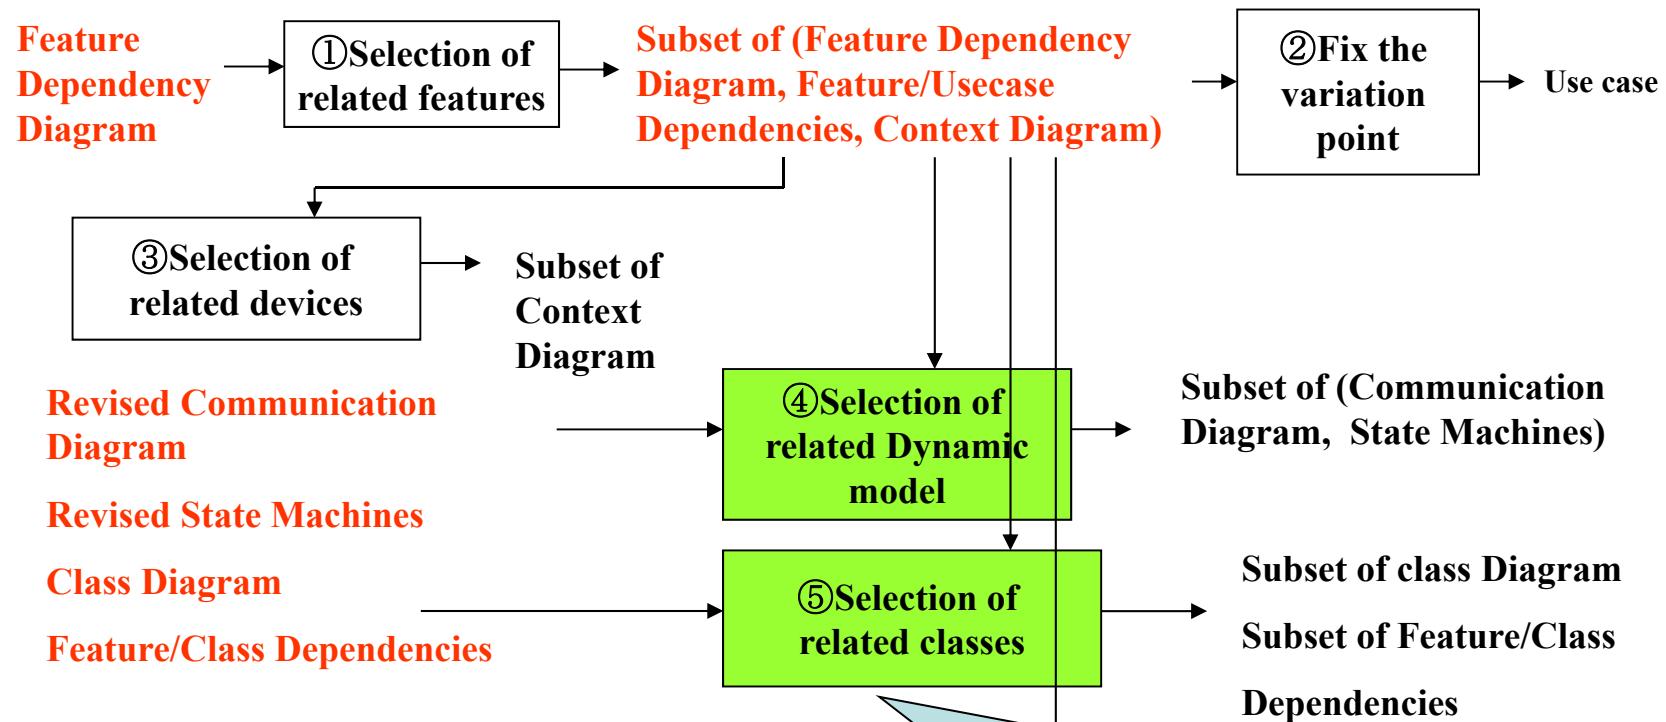 Feature
Dependency
Diagram
①Selection of
related features
Subset of (Feature Dependency
Diagram, Feature/Usecase
Dependencies, Context Diagram)
②Fix the
variation
point
Use case
③Selection of
related devices
Subset of
Context
Diagram
Revised Communication
Diagram
Revised State Machines
④Selection of
related Dynamic
model
Subset of (Communication
Diagram, State Machines)
Class Diagram
Feature/Class Dependencies
⑤Selection of
related classes
Subset of class Diagram
Subset of Feature/Class
Dependencies